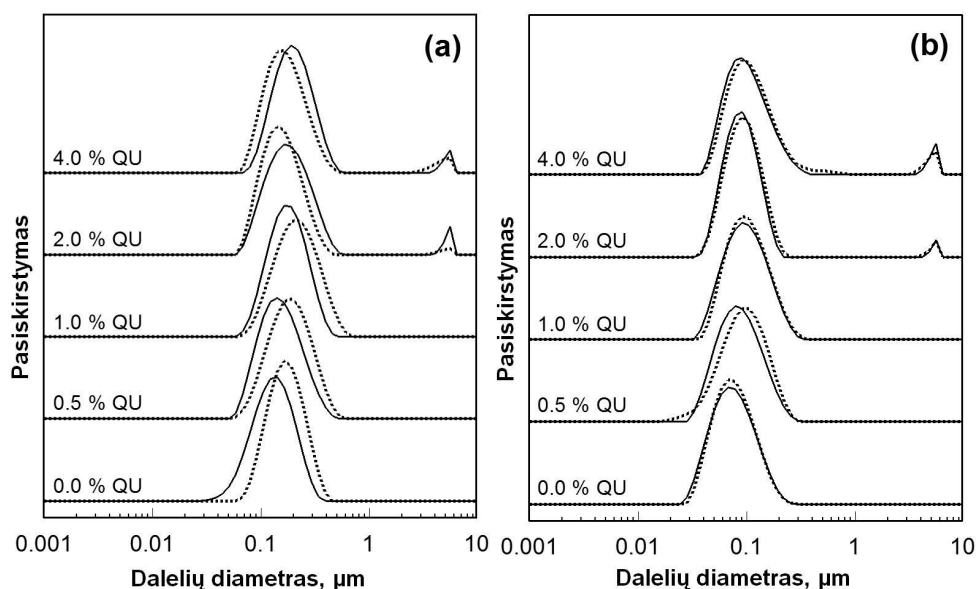 (a)
Pasiskirstymas
4.0 % QU
2.0 % QU
1.0 % QU
0.5 % QU
0.0 % QU
0.001 0.01 0.1 1 10
Dalelių diametras, µm
(b)
Pasiskirstymas
4.0 % QU
2.0 % QU
1.0 % QU
0.5 % QU
0.0 % QU
0.001 0.01 0.1 1 10
Dalelių diametras, µm